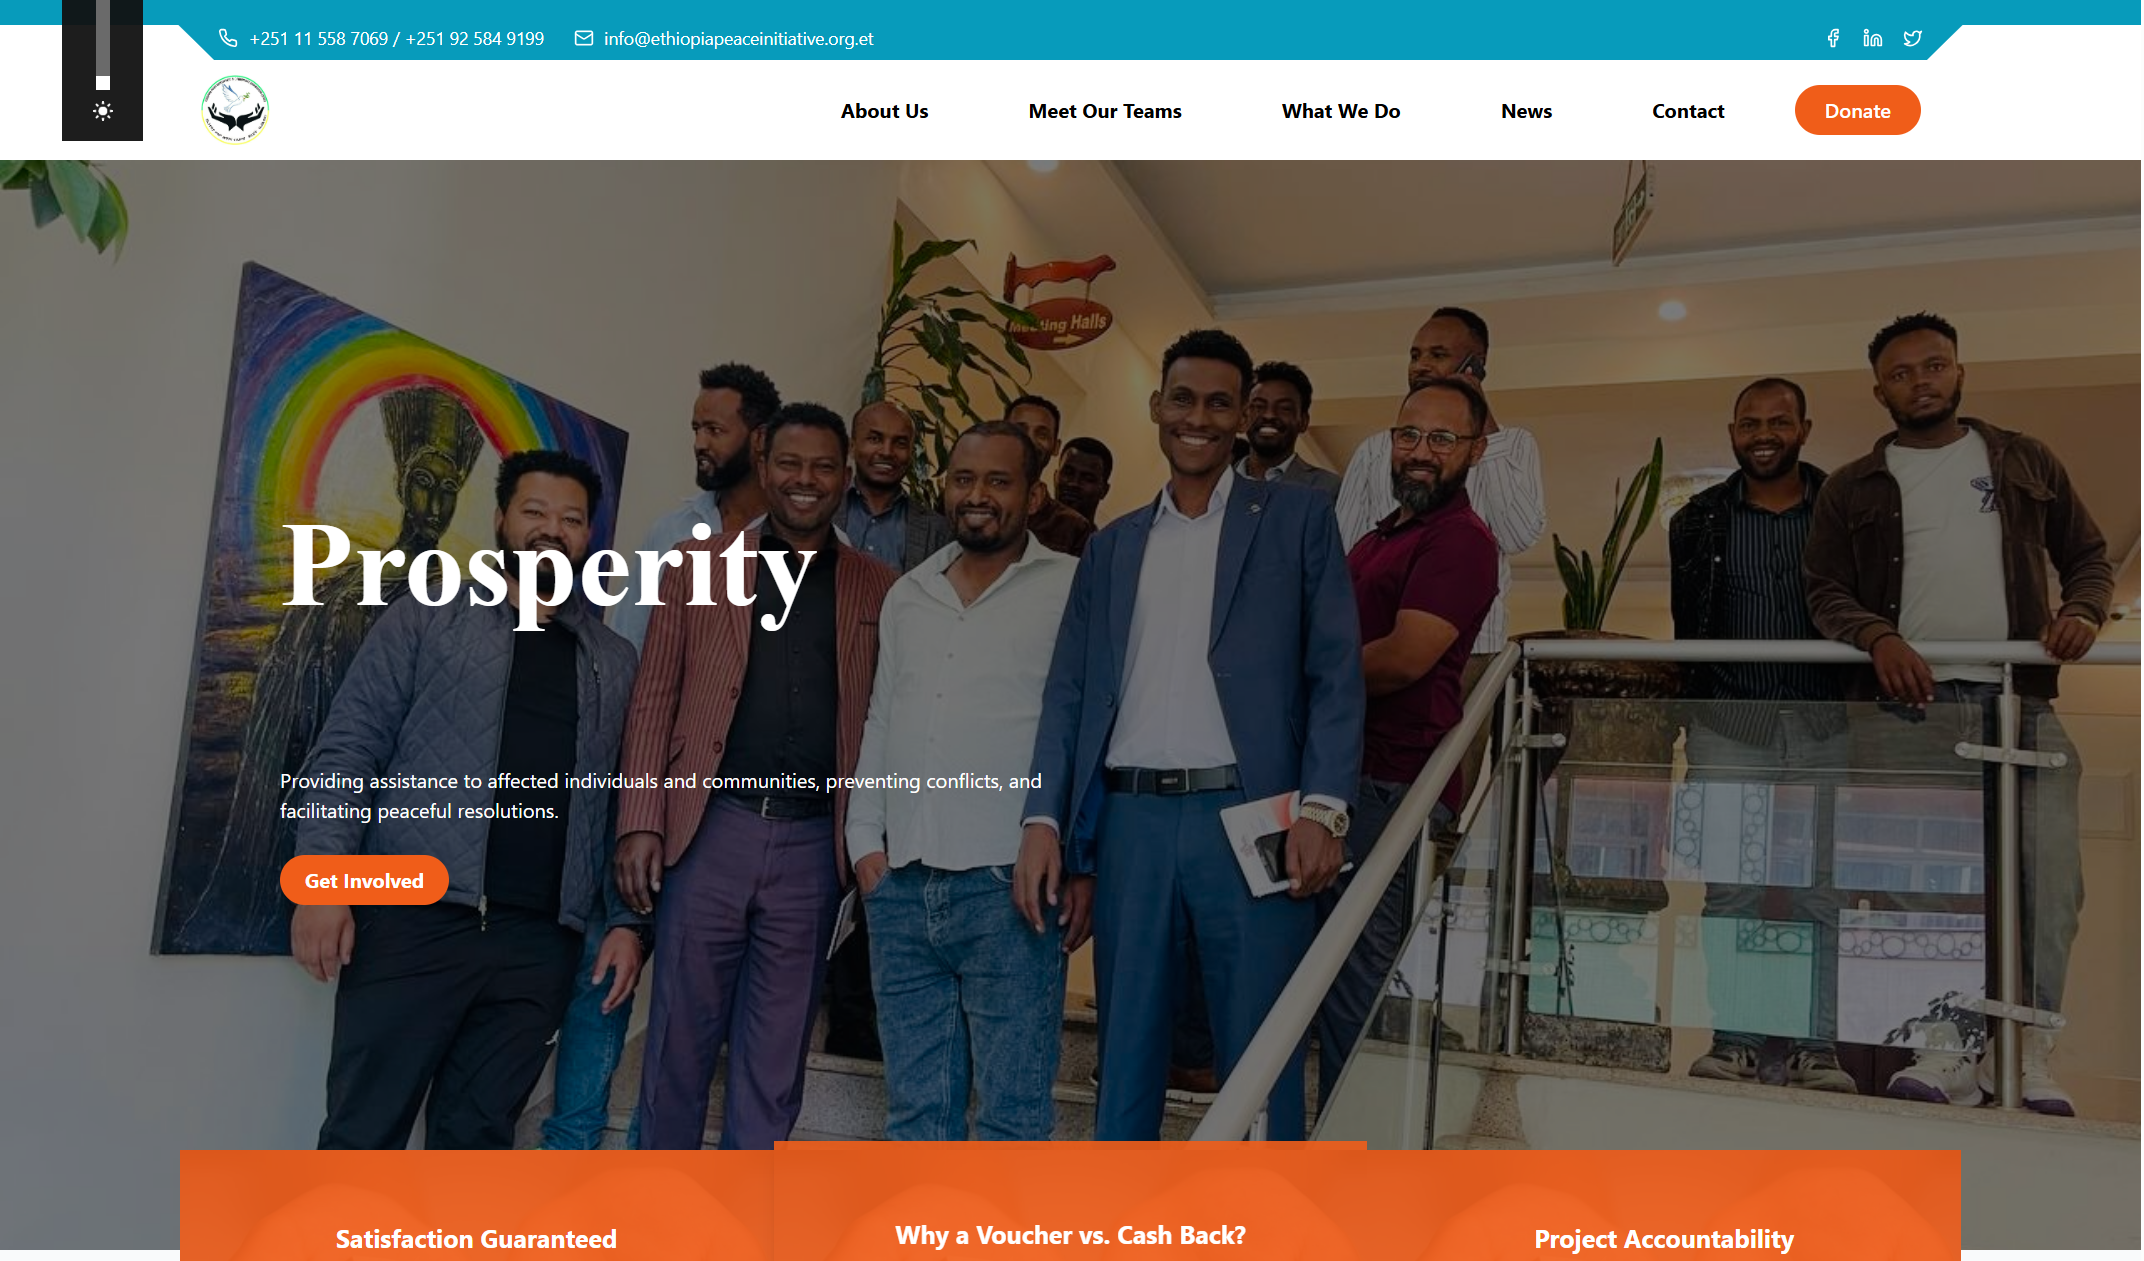 +251 11 558 7069 / +251 92 584 9199 info@ethiopiapeaceinitiative.org.et
About Us Meet Our Teams What We Do News Contact Donate
Meeting Halls
Prosperity
Providing assistance to affected individuals and communities, preventing conflicts, and
facilitating peaceful resolutions.
Get Involved
Satisfaction Guaranteed
Why a Voucher vs. Cash Back?
Project Accountability